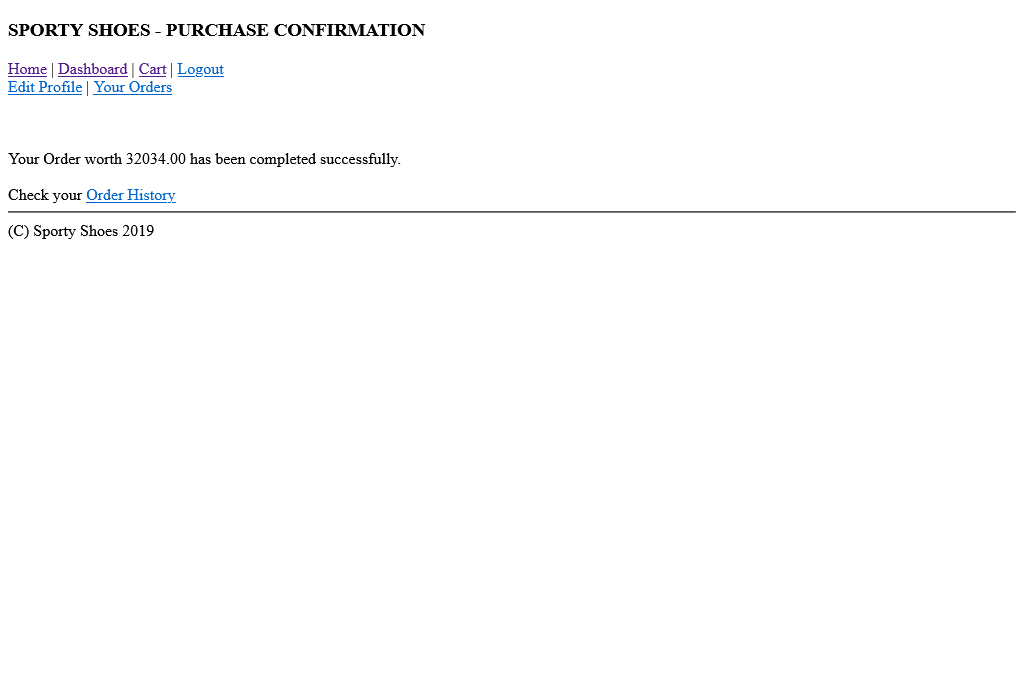 SPORTY SHOES - PURCHASE CONFIRMATION
Home | Dashboard | Cart | Logout
Edit Profile | Your Orders
Your Order worth 32034.00 has been completed successfully.
Check your Order History
(C) Sporty Shoes 2019